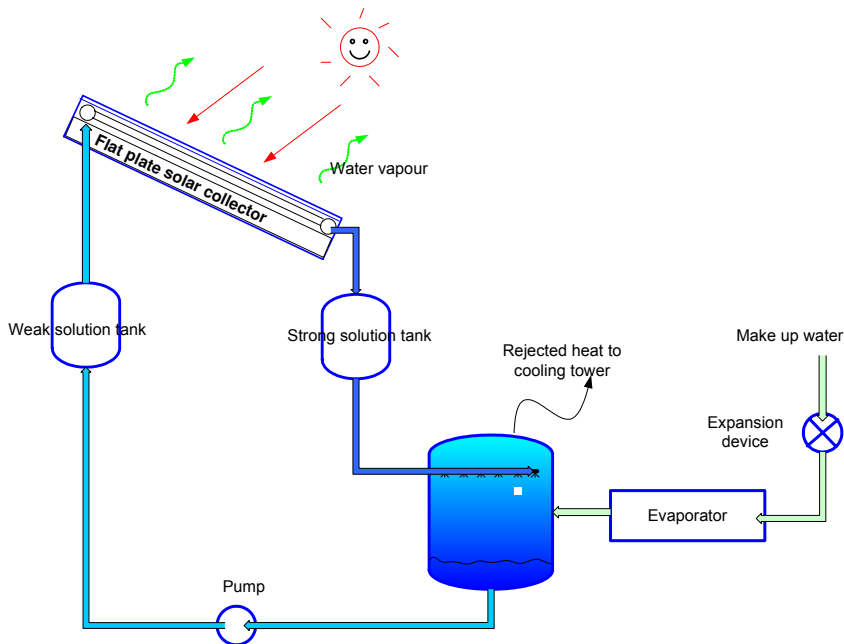 Water vapour
Flat plate solar collector
Weak solution tank
Strong solution tank
Rejected heat to
cooling tower
Make up water
Expansion
device
Evaporator
Pump